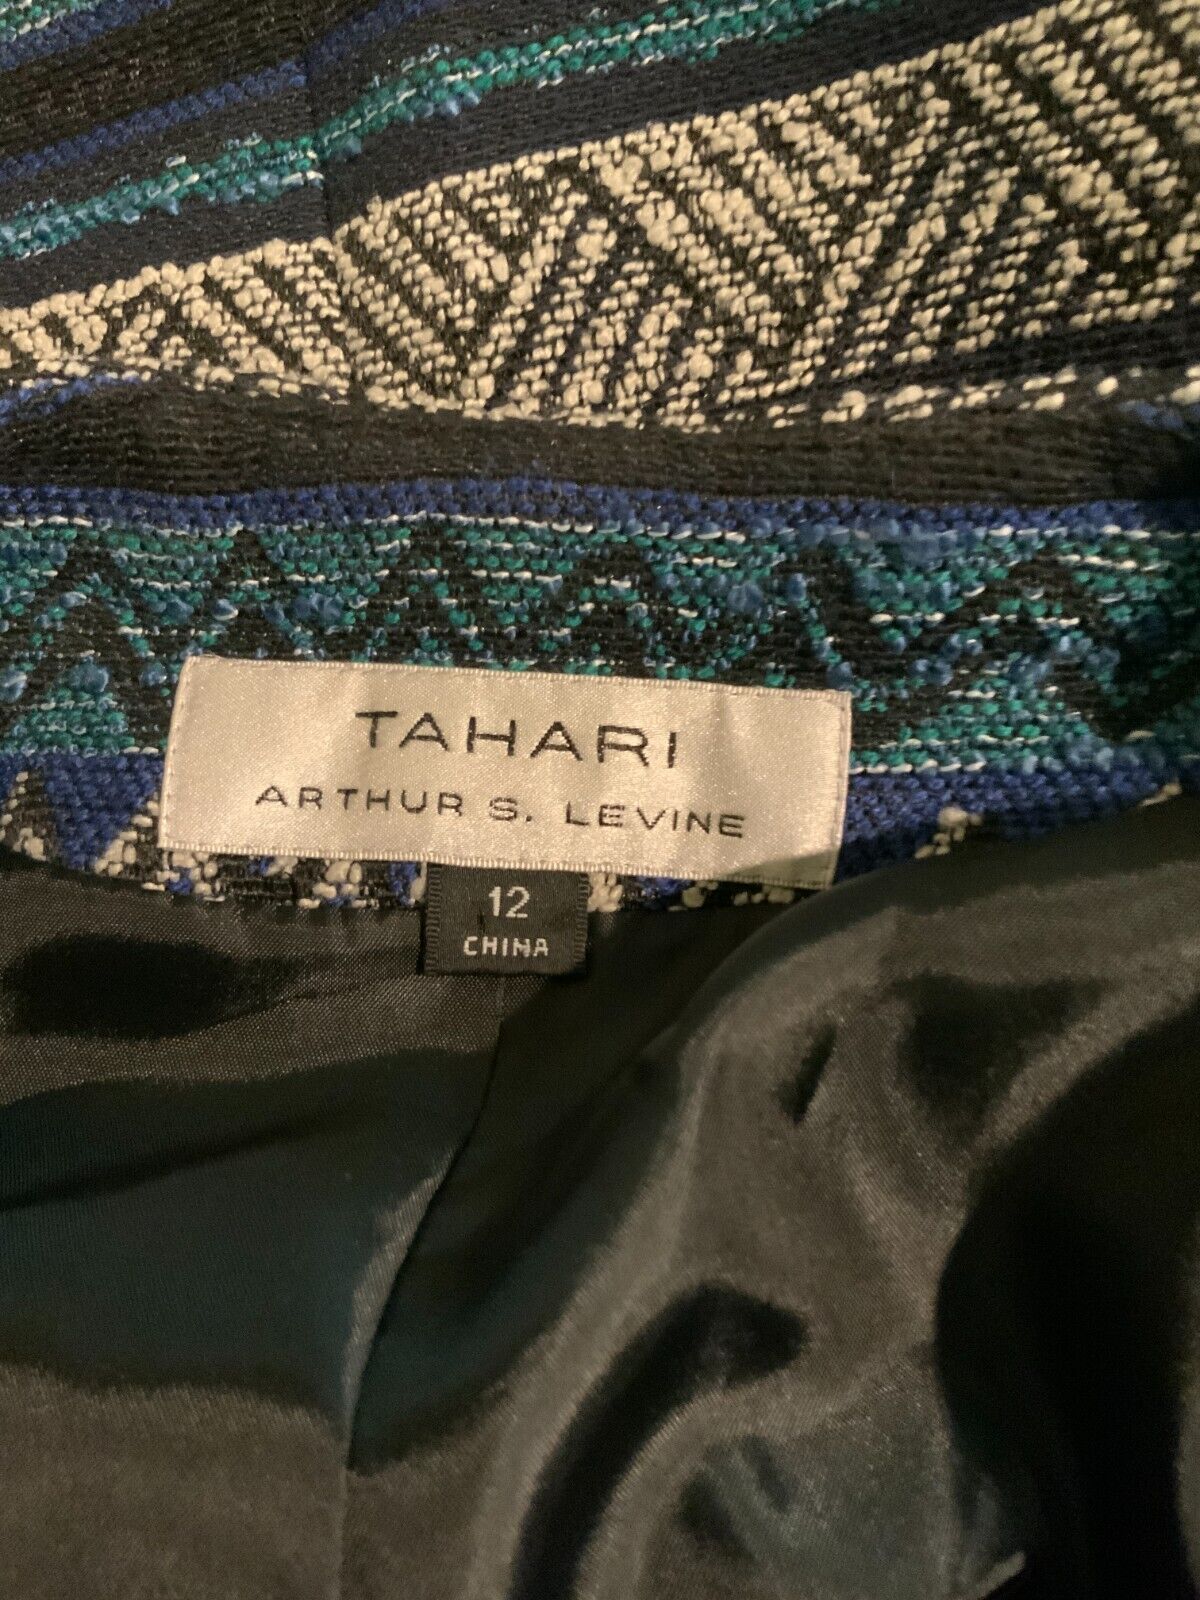 TAHARI
ARTHUR S. LEVINE
12
CHINA